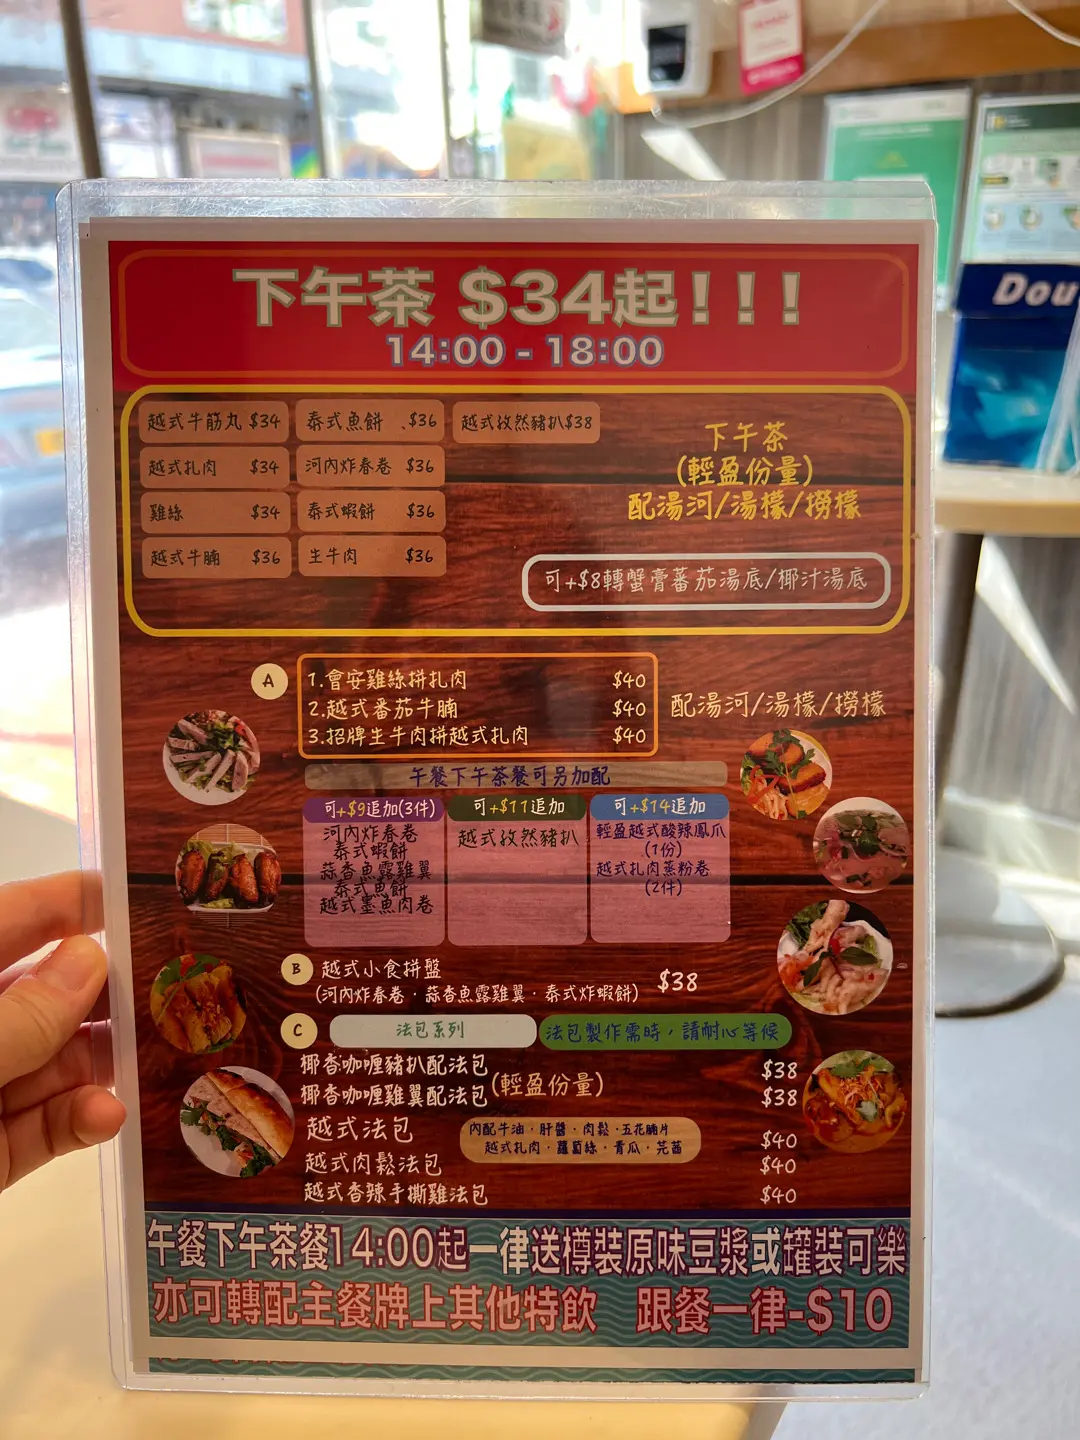 Dou
下午茶 $34起！！！
14:00 - 18:00
越式牛筋丸 $34
泰式魚餅 $36
越式孜然豬扒$38
越式扎肉 $34
河內炸春卷 $36
雞絲 $34
泰式蝦餅 $36
越式牛腩 $36
生牛肉 $36
下午茶
(輕盈份量)
配湯河/湯檬/撈檬
可+$8轉蟹膏蕃茄湯底/椰汁湯底
A
1.會安雞絲拼扎肉 $40
2.越式番茄牛腩 $40
3.招牌生牛肉拼越式扎肉 $40
配湯河/湯檬/撈檬
午餐下午茶餐可另加配
可+$9追加(3件)
河內炸春卷
泰式蝦餅
蒜香魚露雞翼
泰式魚餅
越式墨魚肉卷
可+$11追加
越式孜然豬扒
可+$14追加
輕盈越式酸辣鳳爪
(1份)
越式扎肉蒸粉卷
(2件)
B 越式小食拼盤 $38
(河內炸春卷．蒜香魚露雞翼．泰式炸蝦餅)
C 法包系列 法包製作需時，請耐心等候
椰香咖喱豬扒配法包 $38
椰香咖喱雞翼配法包 $38
(輕盈份量)
越式法包 $40
內配牛油．肝醬．肉鬆．五花腩片
越式扎肉．蘿蔔絲．青瓜．芫茜
越式肉鬆法包 $40
越式香辣手撕雞法包 $40
午餐下午茶餐14:00起一律送樽裝原味豆漿或罐裝可樂
亦可轉配主餐牌上其他特飲 跟餐一律-$10